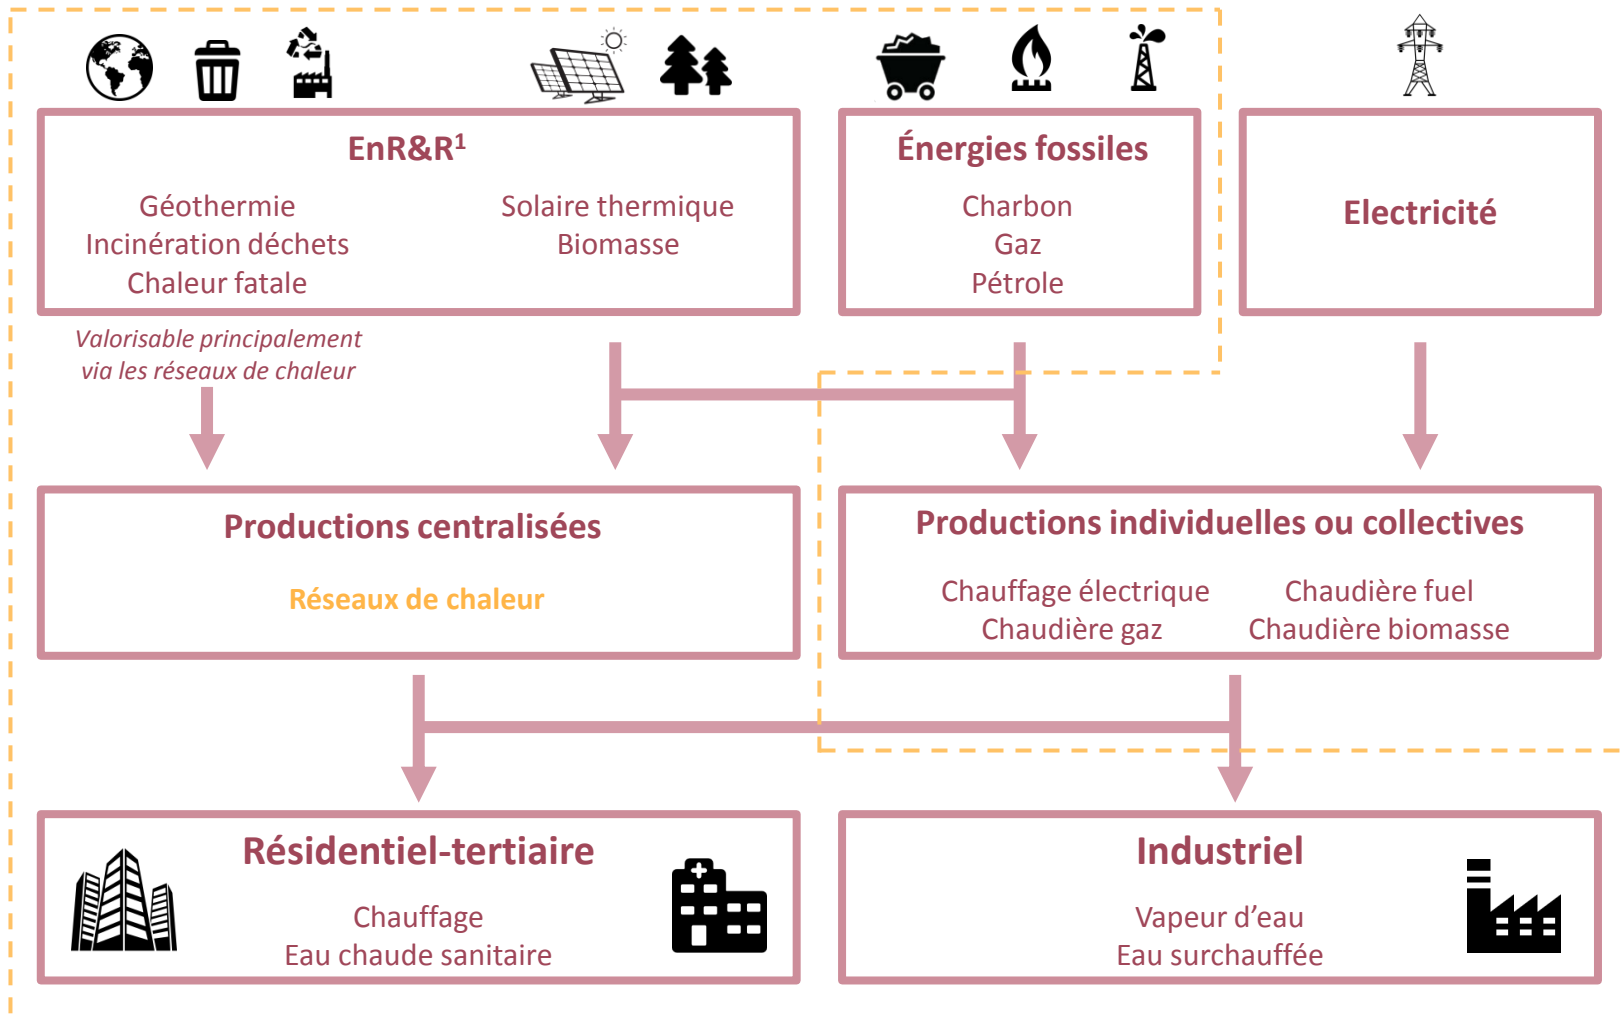 EnR&R¹
Géothermie
Incinération déchets
Chaleur fatale
Solaire thermique
Biomasse
Énergies fossiles
Charbon
Gaz
Pétrole
Electricité
Valorisable principalement
via les réseaux de chaleur
Productions centralisées
Réseaux de chaleur
Productions individuelles ou collectives
Chauffage électrique
Chaudière gaz
Chaudière fuel
Chaudière biomasse
Résidentiel-tertiaire
Chauffage
Eau chaude sanitaire
Industriel
Vapeur d’eau
Eau surchauffée